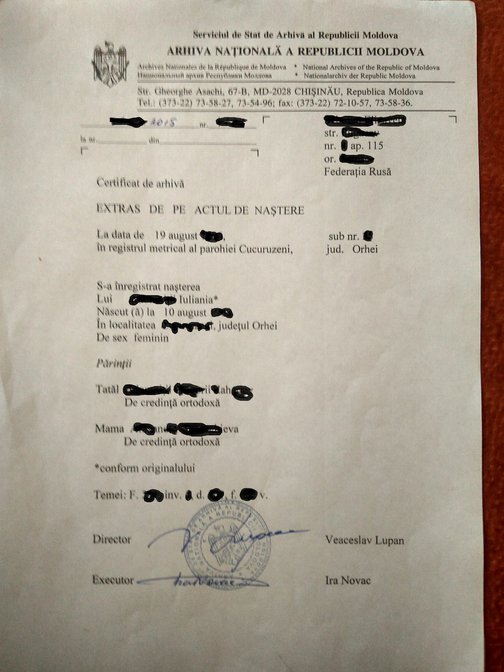 Serviciul de Stat de Arhivă al Republicii Moldova
ARHIVA NAȚIONALĂ A REPUBLICII MOLDOVA
Archives Nationales de la République de Moldova * National Archives of the Republic of Moldova
Национальный архив Республики Молдова * Nationalarchiv der Republic Moldova
Str. Gheorghe Asachi, 67-B, MD-2028 CHIȘINĂU, Republica Moldova
Tel.: (373-22) 73-58-27, 73-54-96; fax: (373-22) 72-10-57, 73-58-36.
2015 nr.
la nr. din
str.
nr. ap. 115
or.
Federația Rusă
Certificat de arhivă
EXTRAS DE PE ACTUL DE NAȘTERE
La data de 19 august , sub nr.
în registrul metrical al parohiei Cucuruzeni, jud. Orhei
S-a înregistrat nașterea
Lui Iuliania*
Născut (ă) la 10 august
În localitatea , județul Orhei
De sex feminin
Părinții
Tatăl
De credință ortodoxă
Mama eva
De credință ortodoxă
*conform originalului
Temei: F. inv. d. , f. v.
Director Veaceslav Lupan
Executor Ira Novac